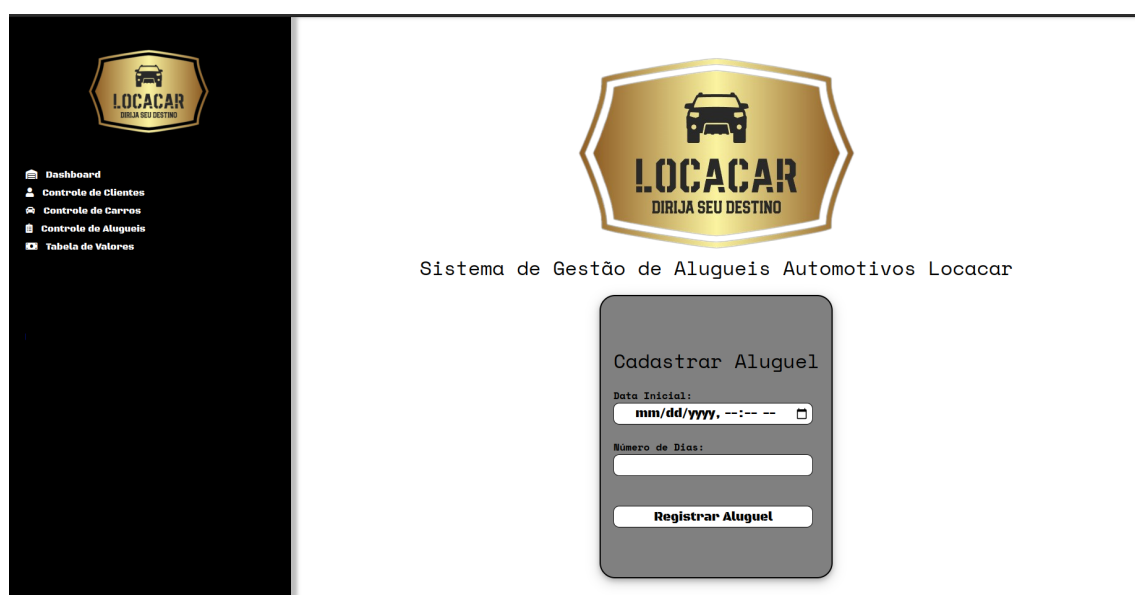 LOCACAR
DIRIJA SEU DESTINO
Dashboard
Controle de Clientes
Controle de Carros
Controle de Alugueis
Tabela de Valores
LOCACAR
DIRIJA SEU DESTINO
Sistema de Gestão de Alugueis Automotivos Locacar
Cadastrar Aluguel
Data Inicial:
mm/dd/yyyy, --:-- --
Número de Dias:
Registrar Aluguel